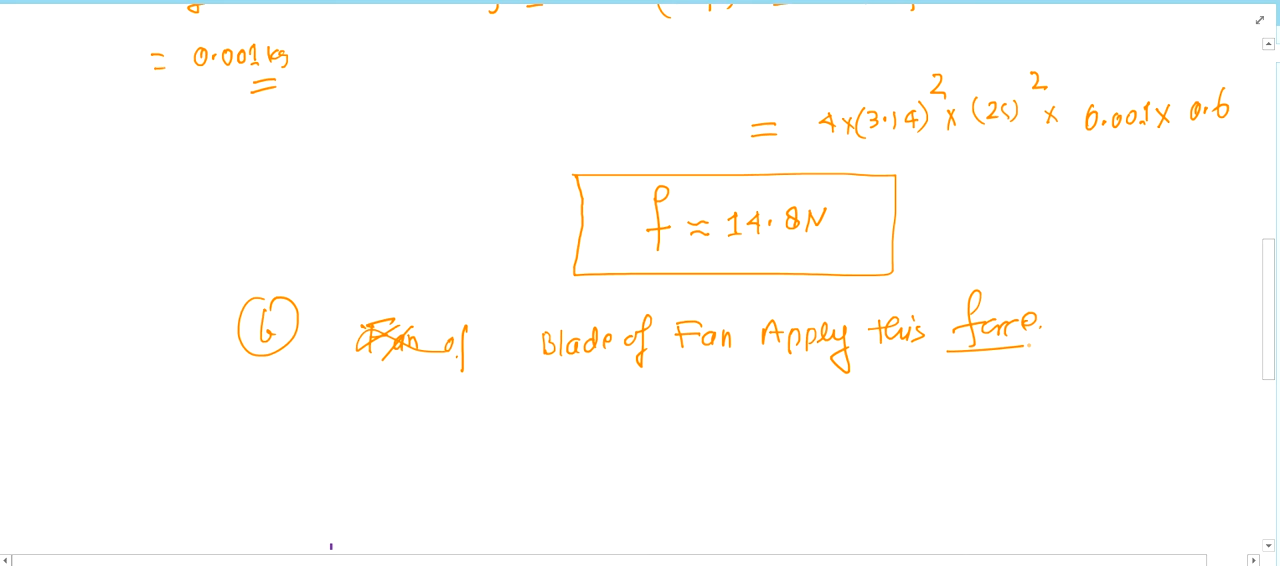 = 0.001 kg
= 4×(3.14)² × (25)² × 0.001× 0.6
f ≈ 14.8N
(b) Blade of Fan Apply this force.